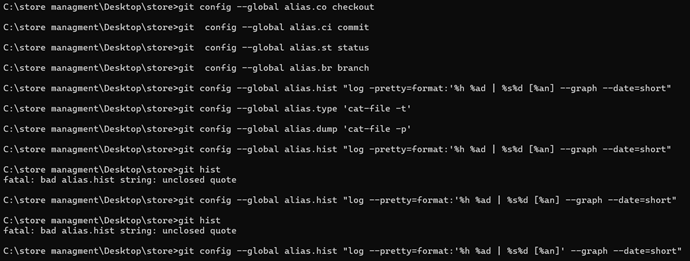 C:\store managment\Desktop\store>git config --global alias.co checkout
C:\store managment\Desktop\store>git  config --global alias.ci commit
C:\store managment\Desktop\store>git  config --global alias.st status
C:\store managment\Desktop\store>git config --global alias.br branch
C:\store managment\Desktop\store>git config --global alias.hist "log -pretty=format:'%h %ad | %s%d [%an] --graph --date=short"
C:\store managment\Desktop\store>git config --global alias.type 'cat-file -t'
C:\store managment\Desktop\store>git config --global alias.dump 'cat-file -p'
C:\store managment\Desktop\store>git config --global alias.hist "log -pretty=format:'%h %ad | %s%d [%an] --graph --date=short"
C:\store managment\Desktop\store>git hist
fatal: bad alias.hist string: unclosed quote
C:\store managment\Desktop\store>git config --global alias.hist "log --pretty=format:'%h %ad | %s%d [%an] --graph --date=short"
C:\store managment\Desktop\store>git hist
fatal: bad alias.hist string: unclosed quote
C:\store managment\Desktop\store>git config --global alias.hist "log --pretty=format:'%h %ad | %s%d [%an]' --graph --date=short"